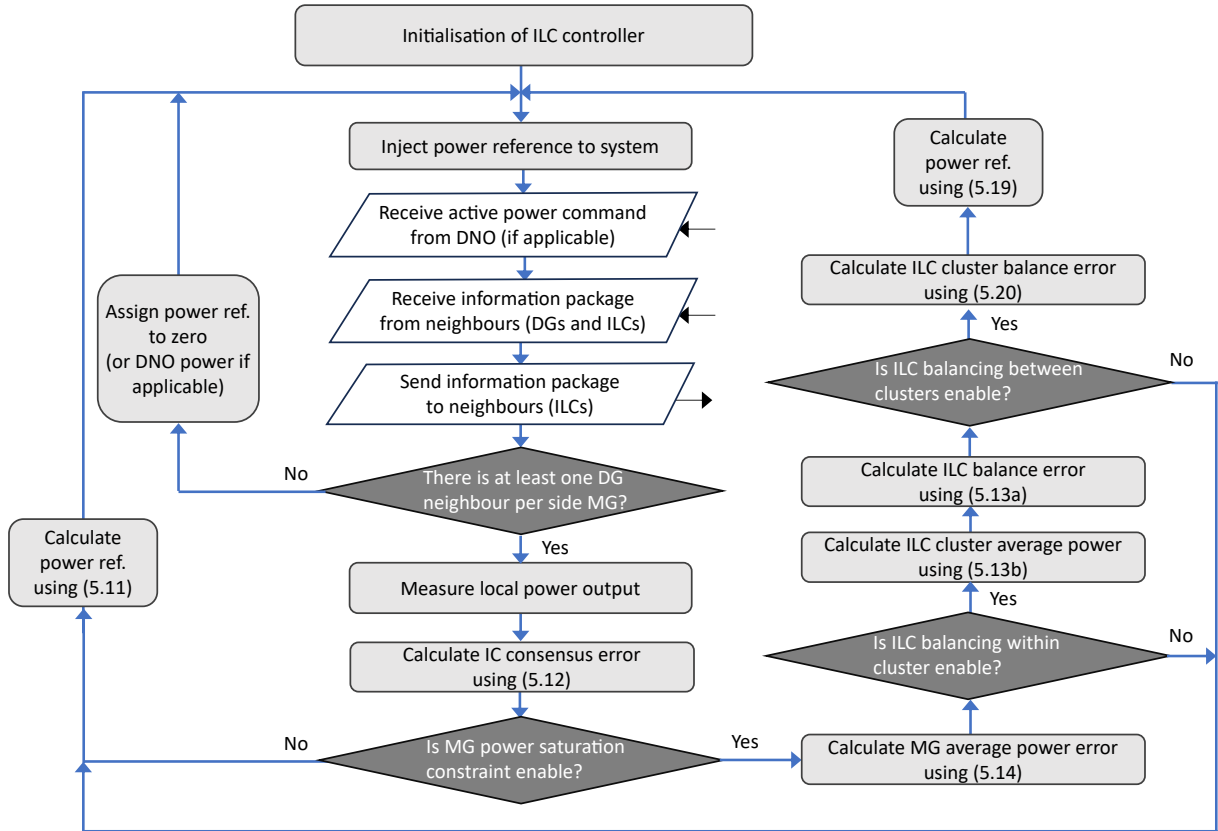 Initialisation of ILC controller
Inject power reference to system
Receive active power command
from DNO (if applicable)
Receive information package
from neighbours (DGs and ILCs)
Send information package
to neighbours (ILCs)
There is at least one DG
neighbour per side MG?
No
Assign power ref.
to zero
(or DNO power if
applicable)
Yes
Measure local power output
Calculate IC consensus error
using (5.12)
Is MG power saturation
constraint enable?
No
Calculate
power ref.
using (5.11)
Yes
Calculate MG average power error
using (5.14)
Is ILC balancing within
cluster enable?
No
Yes
Calculate ILC cluster average power
using (5.13b)
Calculate ILC balance error
using (5.13a)
Is ILC balancing between
clusters enable?
No
Yes
Calculate ILC cluster balance error
using (5.20)
Calculate
power ref.
using (5.19)